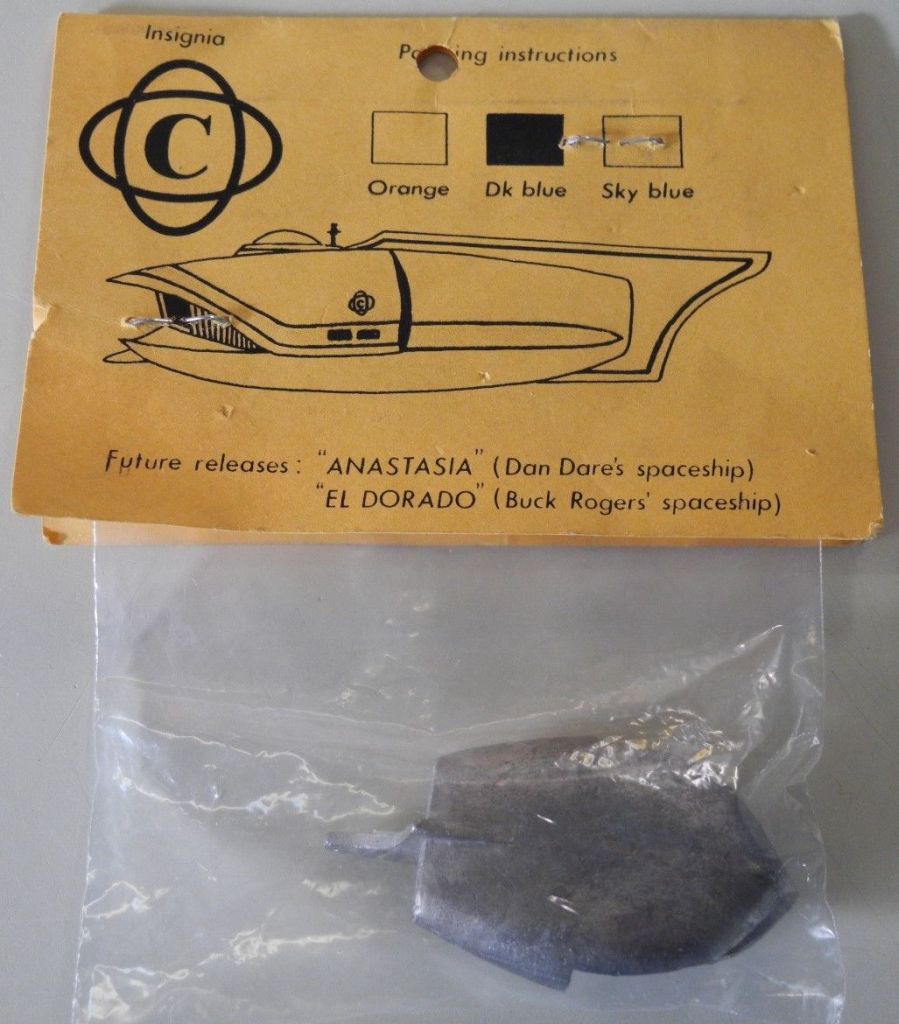 Insignia
instructions
C
Orange Dk blue Sky blue
C
Future releases: "ANASTASIA" (Dan Dare's spaceship)
"EL DORADO" (Buck Rogers' spaceship)